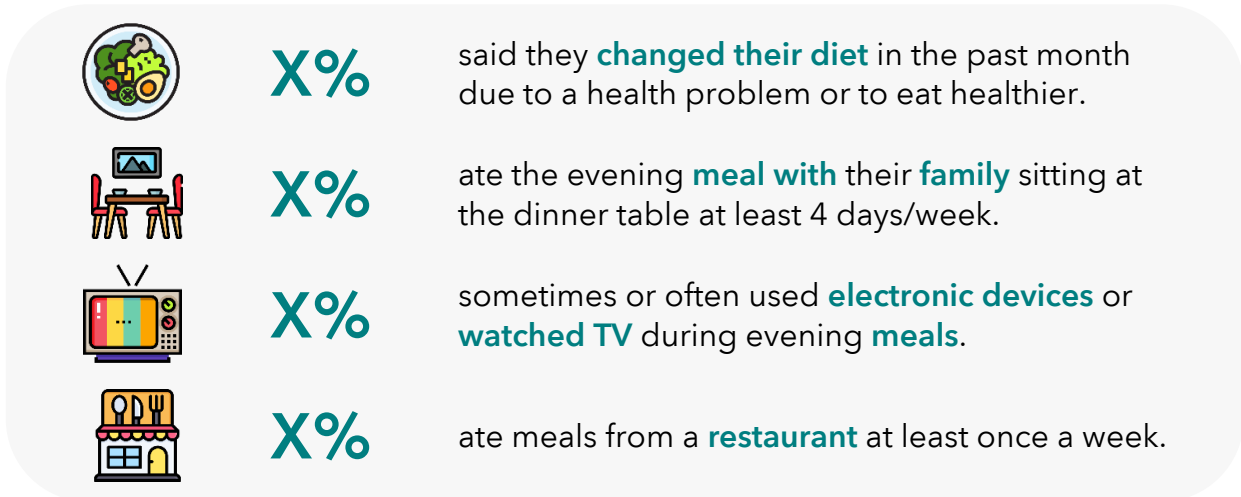 X%
said they changed their diet in the past month
due to a health problem or to eat healthier.
X%
ate the evening meal with their family sitting at
the dinner table at least 4 days/week.
X%
sometimes or often used electronic devices or
watched TV during evening meals.
X%
ate meals from a restaurant at least once a week.